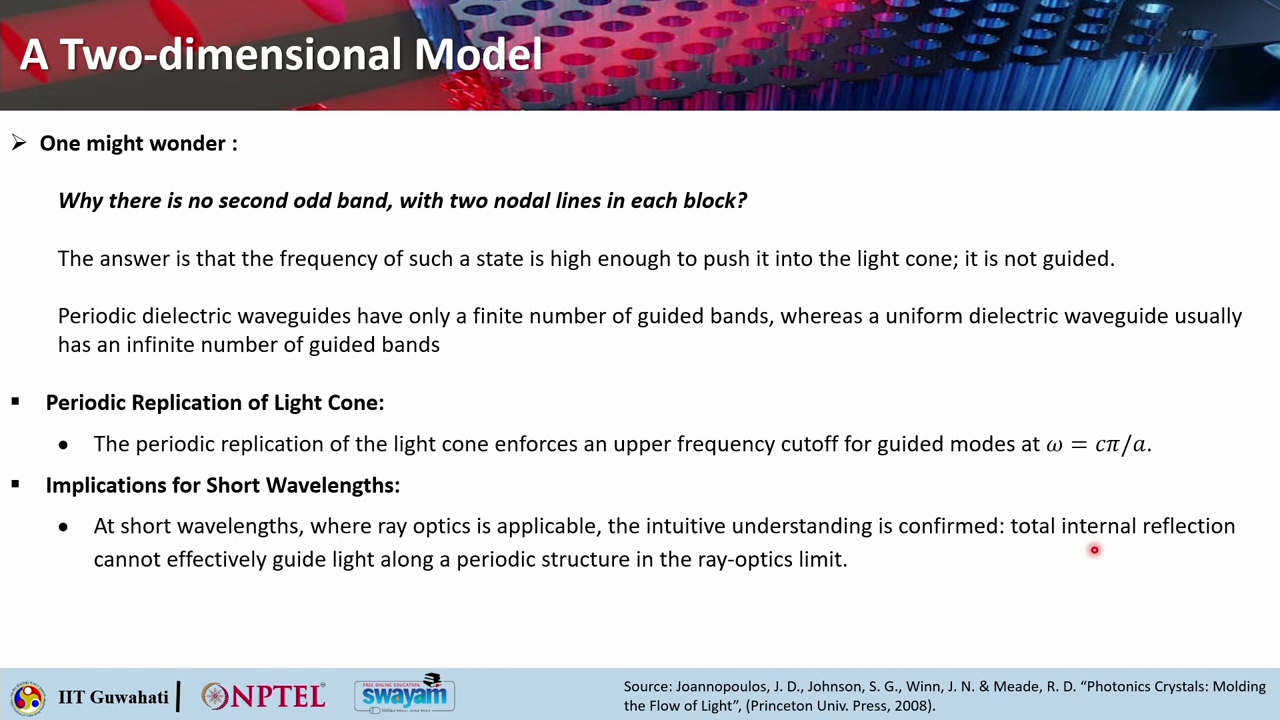 A Two-dimensional Model
➢ One might wonder :
Why there is no second odd band, with two nodal lines in each block?
The answer is that the frequency of such a state is high enough to push it into the light cone; it is not guided.
Periodic dielectric waveguides have only a finite number of guided bands, whereas a uniform dielectric waveguide usually
has an infinite number of guided bands
▪ Periodic Replication of Light Cone:
• The periodic replication of the light cone enforces an upper frequency cutoff for guided modes at ω = cπ/a.
▪ Implications for Short Wavelengths:
• At short wavelengths, where ray optics is applicable, the intuitive understanding is confirmed: total internal reflection
cannot effectively guide light along a periodic structure in the ray-optics limit.
IIT Guwahati
NPTEL
FREE ONLINE EDUCATION
swayam
Source: Joannopoulos, J. D., Johnson, S. G., Winn, J. N. & Meade, R. D. “Photonics Crystals: Molding
the Flow of Light”, (Princeton Univ. Press, 2008).